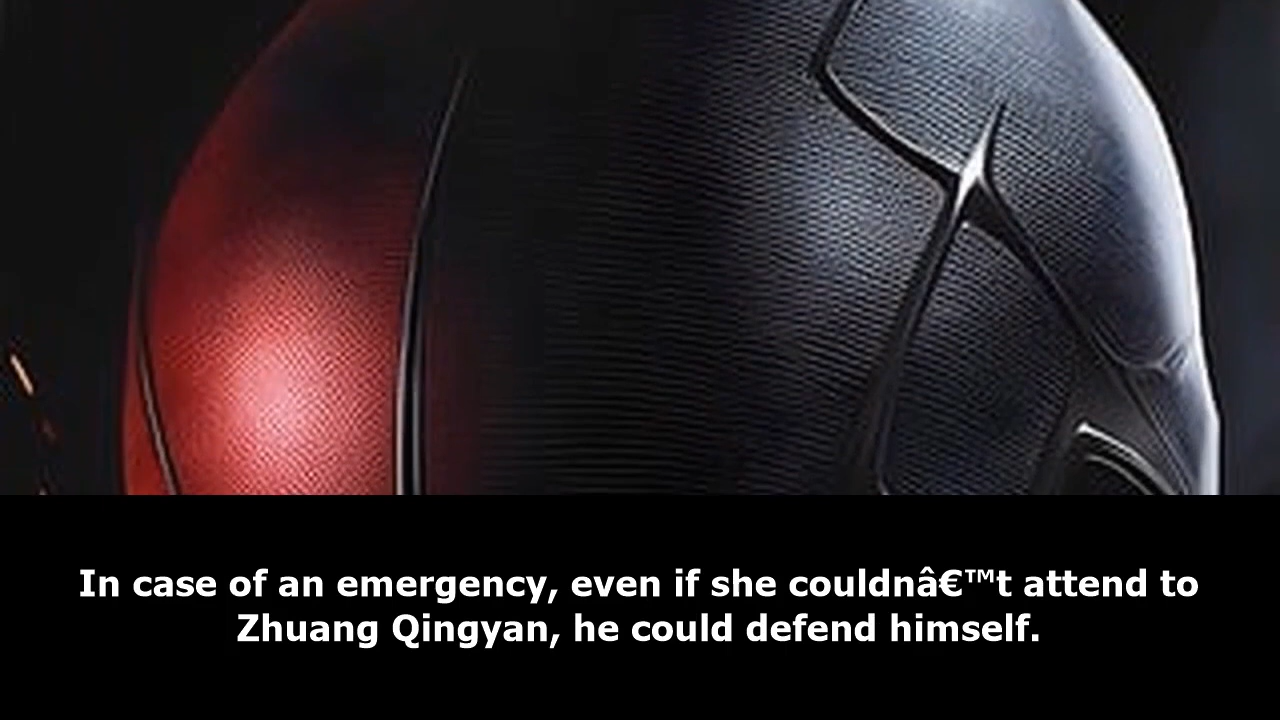 In case of an emergency, even if she couldnâ€™t attend to
Zhuang Qingyan, he could defend himself.